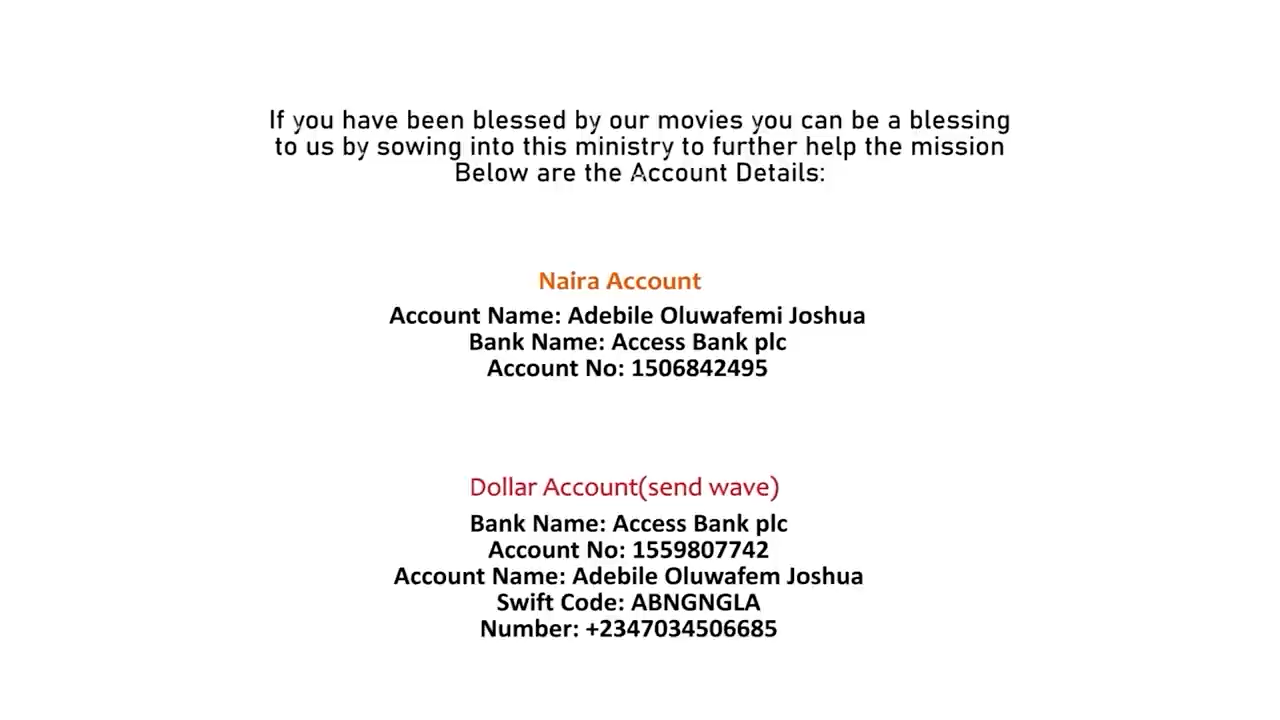 If you have been blessed by our movies you can be a blessing
to us by sowing into this ministry to further help the mission
Below are the Account Details:
Naira Account
Account Name: Adebile Oluwafemi Joshua
Bank Name: Access Bank plc
Account No: 1506842495
Dollar Account(send wave)
Bank Name: Access Bank plc
Account No: 1559807742
Account Name: Adebile Oluwafem Joshua
Swift Code: ABNGNGLA
Number: +2347034506685